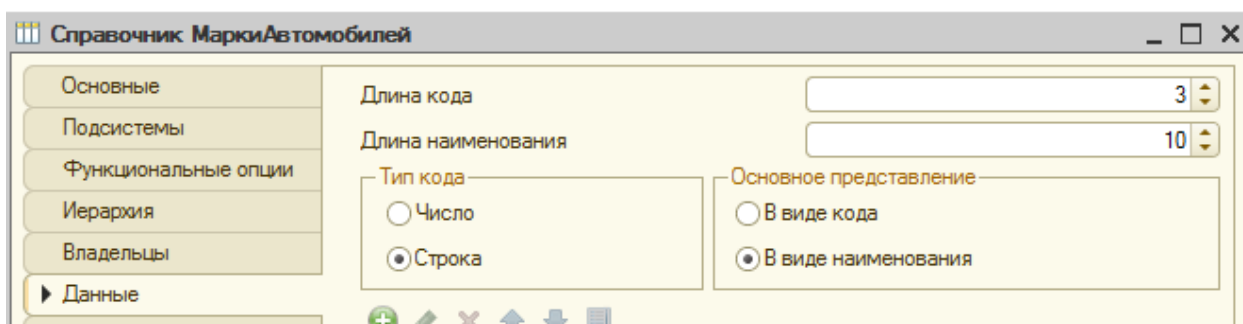 Справочник МаркиАвтомобилей
Основные
Подсистемы
Функциональные опции
Иерархия
Владельцы
Данные
Длина кода 3
Длина наименования 10
Тип кода
Число
Строка
Основное представление
В виде кода
В виде наименования